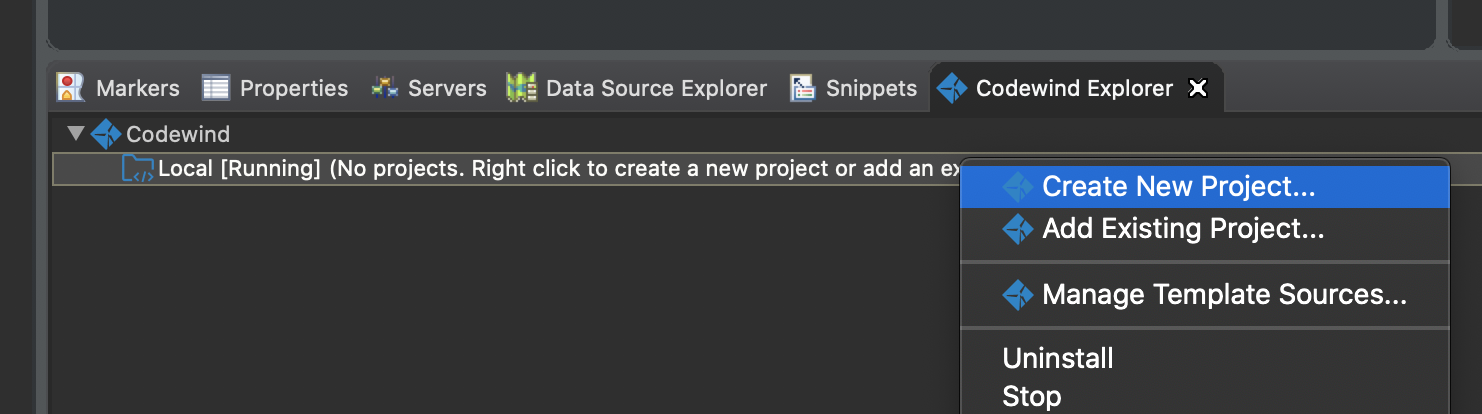 Markers Properties Servers Data Source Explorer Snippets Codewind Explorer
Codewind
Local [Running] (No projects. Right click to create a new project or add an
Create New Project...
Add Existing Project...
Manage Template Sources...
Uninstall
Stop